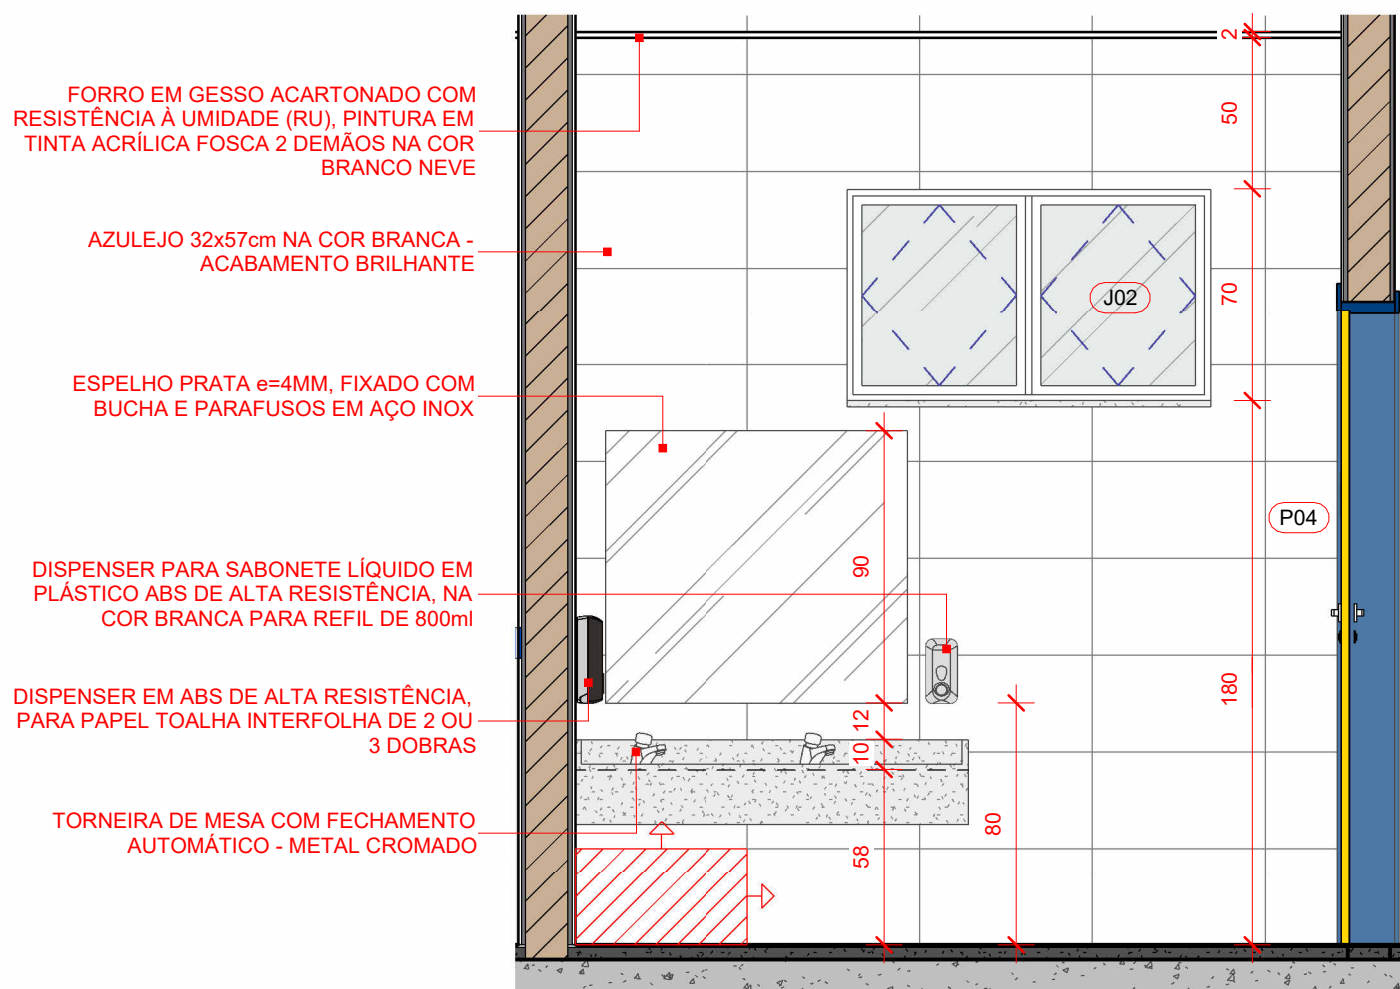 FORRO EM GESSO ACARTONADO COM
RESISTÊNCIA À UMIDADE (RU), PINTURA EM
TINTA ACRÍLICA FOSCA 2 DEMÃOS NA COR
BRANCO NEVE
AZULEJO 32x57cm NA COR BRANCA -
ACABAMENTO BRILHANTE
ESPELHO PRATA e=4MM, FIXADO COM
BUCHA E PARAFUSOS EM AÇO INOX
DISPENSER PARA SABONETE LÍQUIDO EM
PLÁSTICO ABS DE ALTA RESISTÊNCIA, NA
COR BRANCA PARA REFIL DE 800ml
DISPENSER EM ABS DE ALTA RESISTÊNCIA,
PARA PAPEL TOALHA INTERFOLHA DE 2 OU
3 DOBRAS
TORNEIRA DE MESA COM FECHAMENTO
AUTOMÁTICO - METAL CROMADO
2
50
70
180
J02
P04
90
12
10
58
80